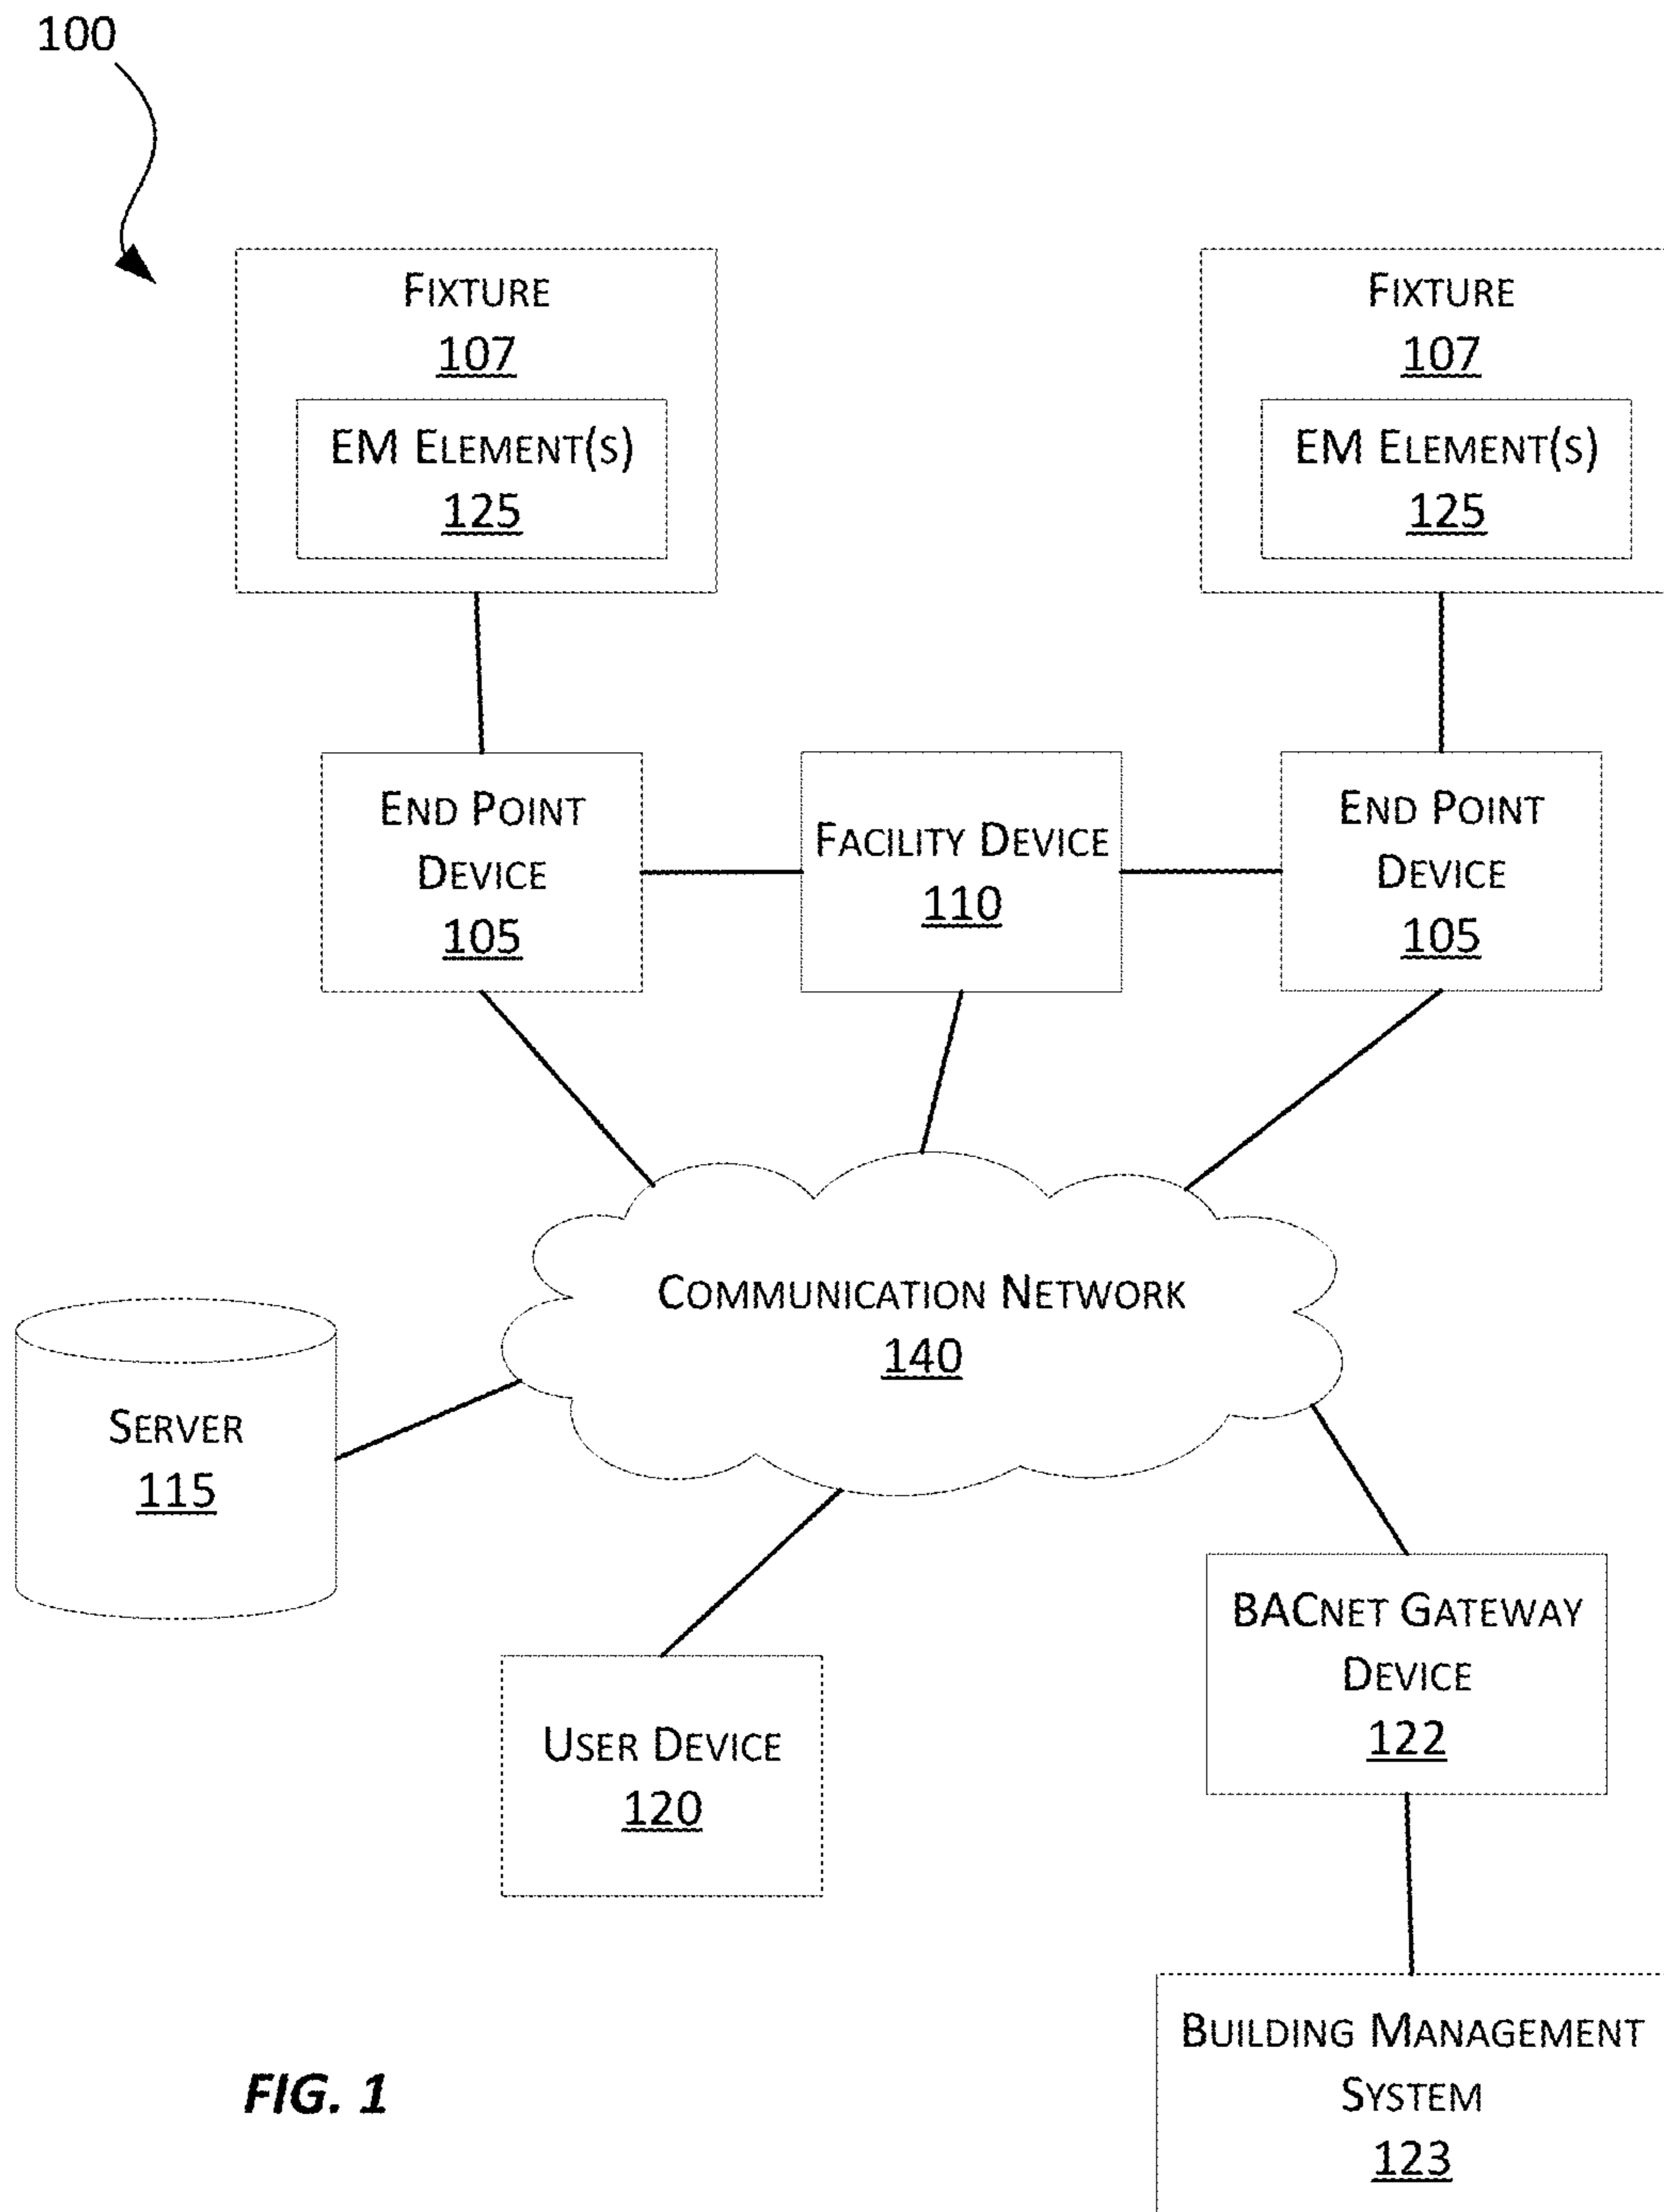 100
FIXTURE
107
EM ELEMENT(S)
125
FIXTURE
107
EM ELEMENT(S)
125
END POINT
DEVICE
105
FACILITY DEVICE
110
END POINT
DEVICE
105
COMMUNICATION NETWORK
140
SERVER
115
USER DEVICE
120
BACNET GATEWAY
DEVICE
122
BUILDING MANAGEMENT
SYSTEM
123
FIG. 1